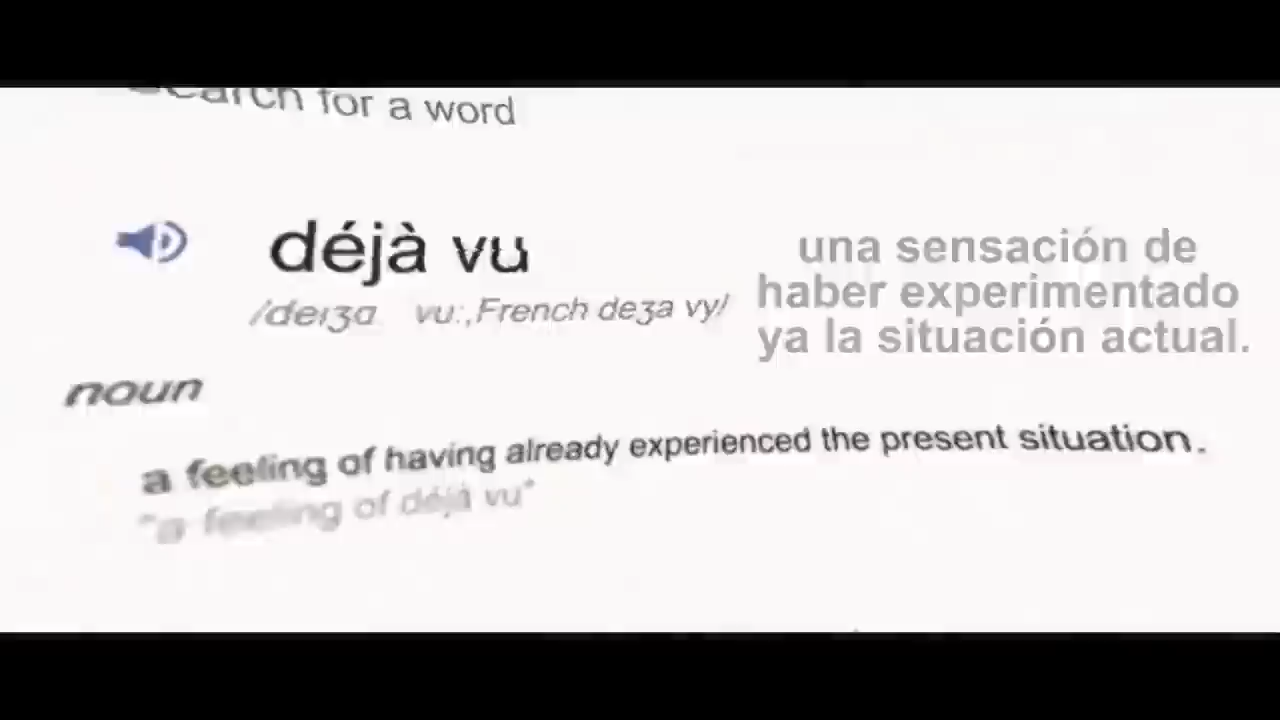 Search for a word
déjà vu
/deɪʒɑ vuː,French deʒa vy/
una sensación de
haber experimentado
ya la situación actual.
noun
a feeling of having already experienced the present situation.
"a feeling of déjà vu"